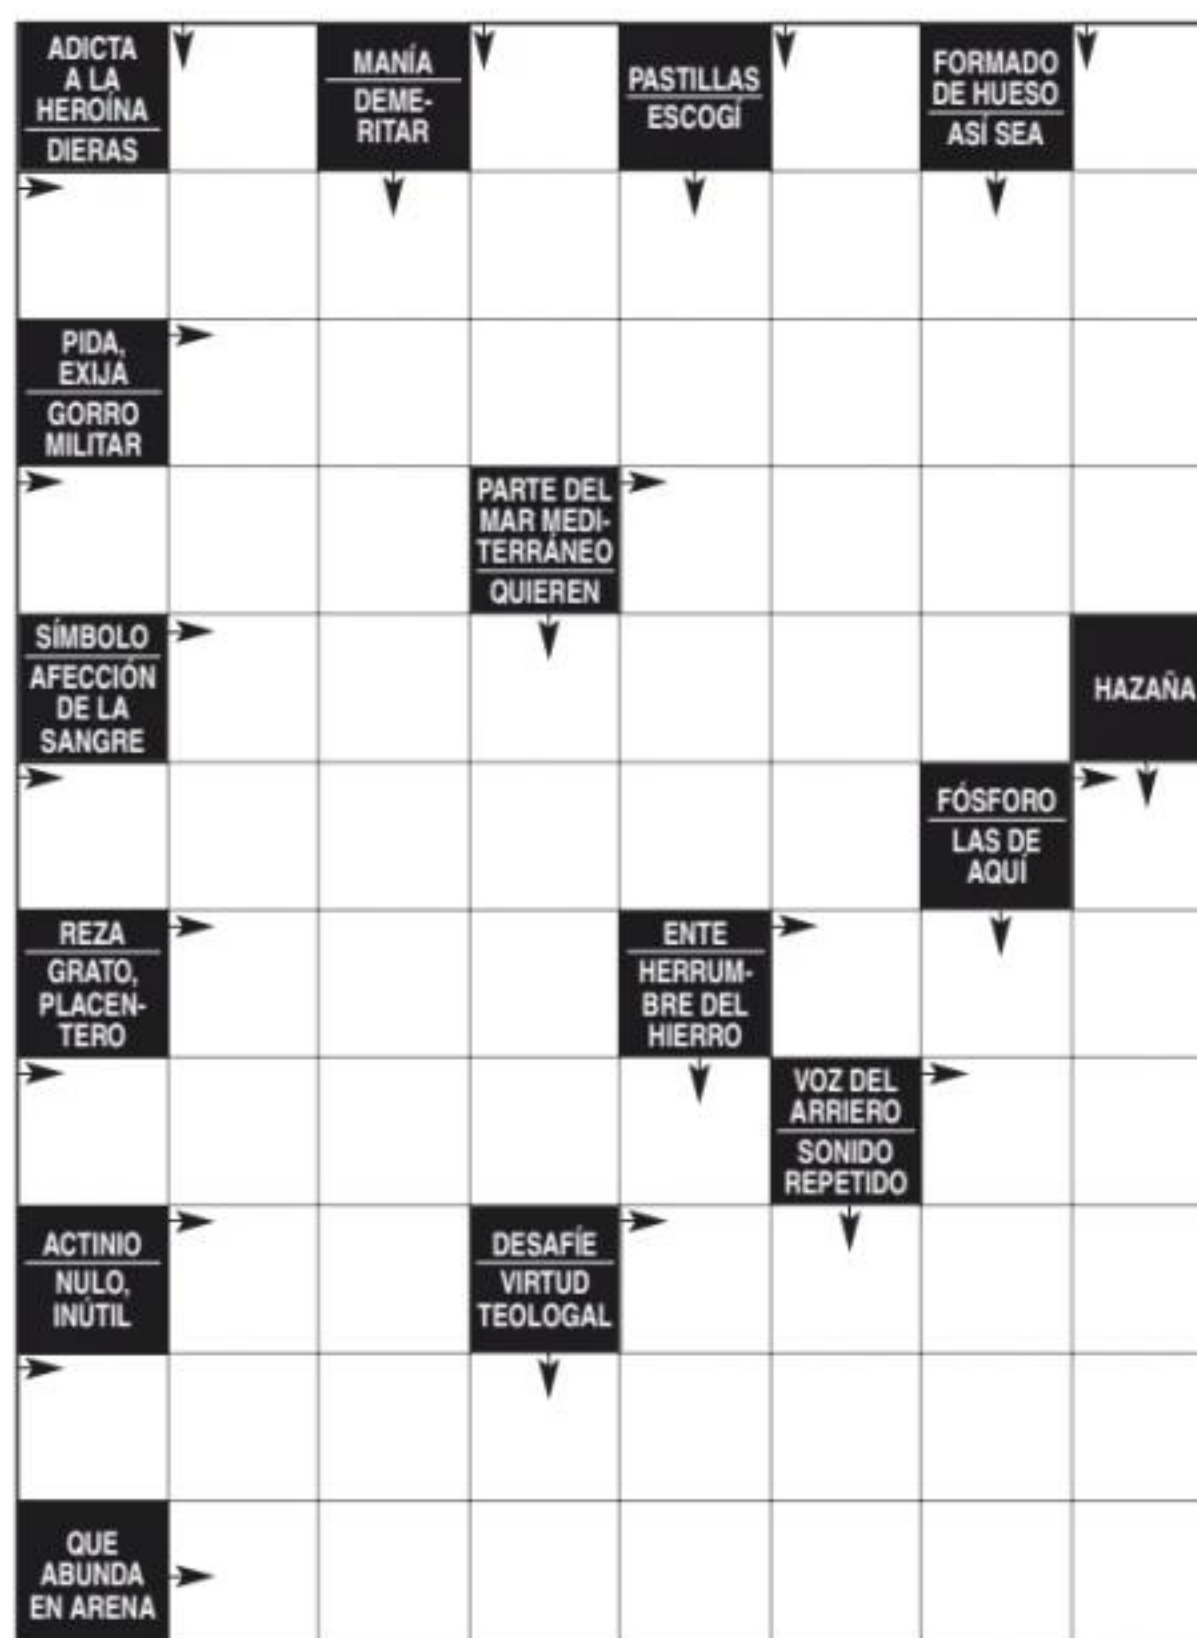 ADICTA
A LA
HEROÍNA
DIERAS
MANÍA
DEME-
RITAR
PASTILLAS
ESCOGÍ
FORMADO
DE HUESO
ASÍ SEA
PIDA,
EXIJA
GORRO
MILITAR
PARTE DEL
MAR MEDI-
TERRÁNEO
QUIEREN
SÍMBOLO
AFECCIÓN
DE LA
SANGRE
HAZAÑA
FÓSFORO
LAS DE
AQUÍ
REZA
GRATO,
PLACEN-
TERO
ENTE
HERRUM-
BRE DEL
HIERRO
VOZ DEL
ARRIERO
SONIDO
REPETIDO
ACTINIO
NULO,
INÚTIL
DESAFÍE
VIRTUD
TEOLOGAL
QUE
ABUNDA
EN ARENA